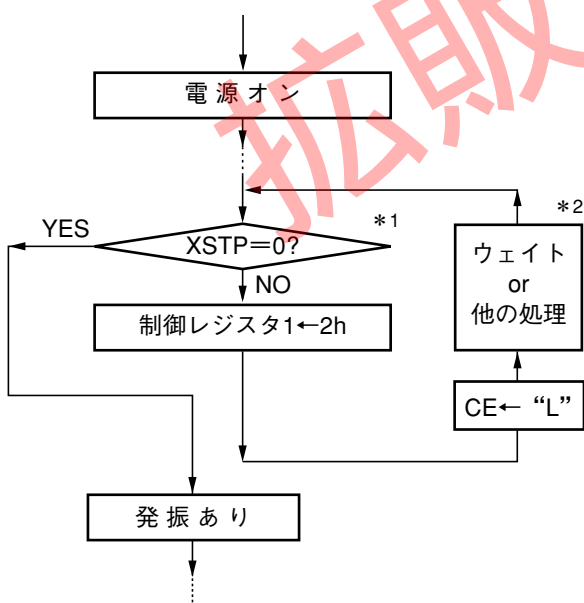 電源オン
YES
XSTP＝0?
＊1
NO
制御レジスタ1←2h
＊2
ウェイト
or
他の処理
CE← “L”
発振あり
拡販